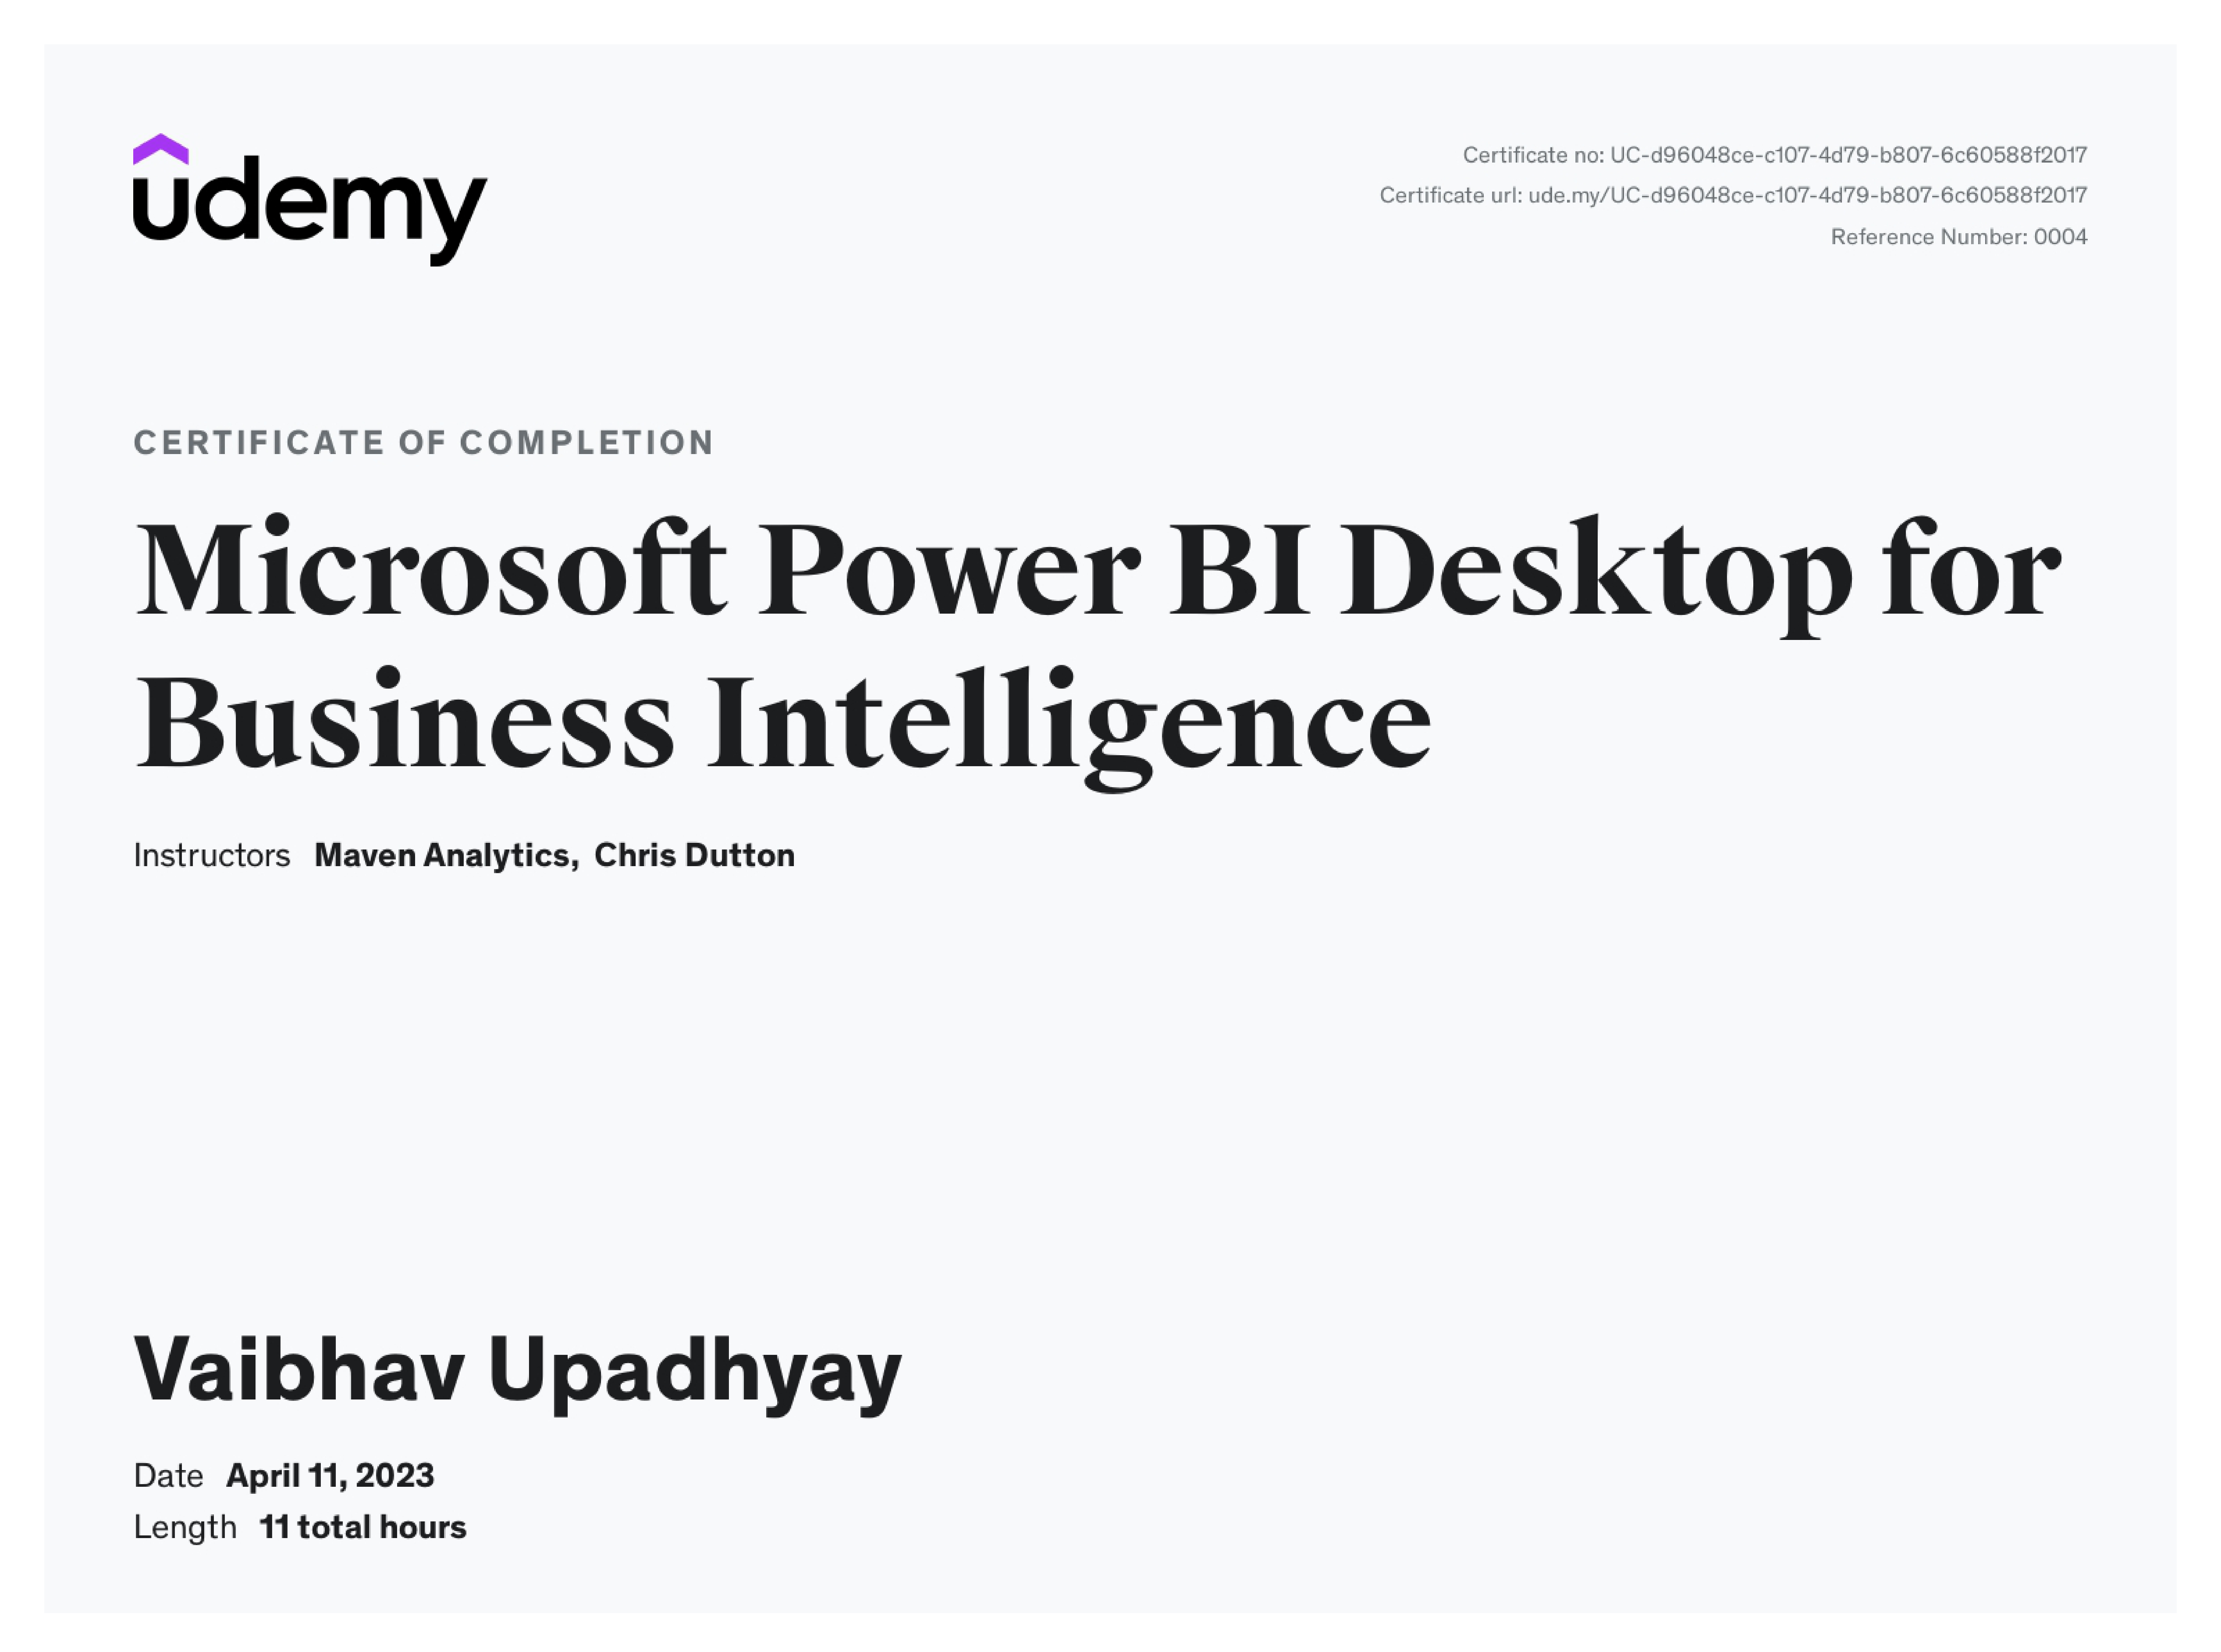 udemy
Certificate no: UC-d96048ce-c107-4d79-b807-6c60588f2017
Certificate url: ude.my/UC-d96048ce-c107-4d79-b807-6c60588f2017
Reference Number: 0004
CERTIFICATE OF COMPLETION
Microsoft Power BI Desktop for
Business Intelligence
Instructors Maven Analytics, Chris Dutton
Vaibhav Upadhyay
Date April 11, 2023
Length 11 total hours